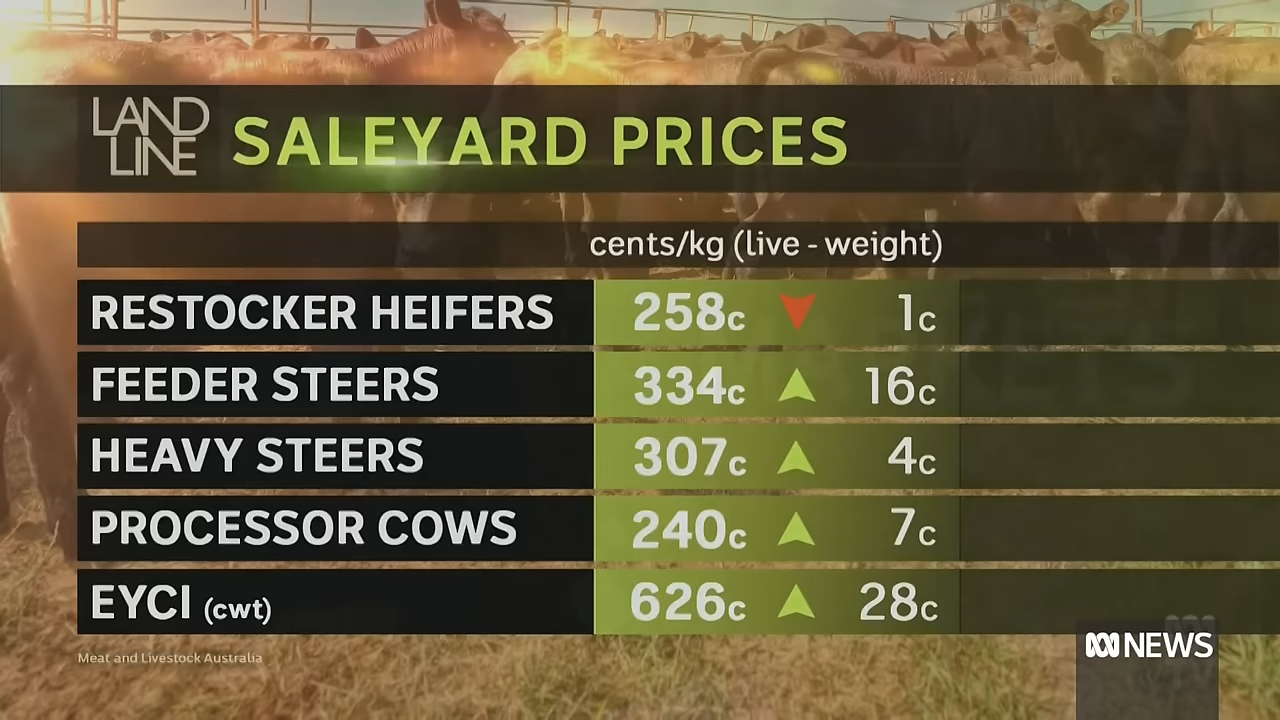 LAND LINE SALEYARD PRICES
cents/kg (live - weight)
RESTOCKER HEIFERS 258c 1c
FEEDER STEERS 334c 16c
HEAVY STEERS 307c 4c
PROCESSOR COWS 240c 7c
EYCI (cwt) 626c 28c
Meat and Livestock Australia
NEWS